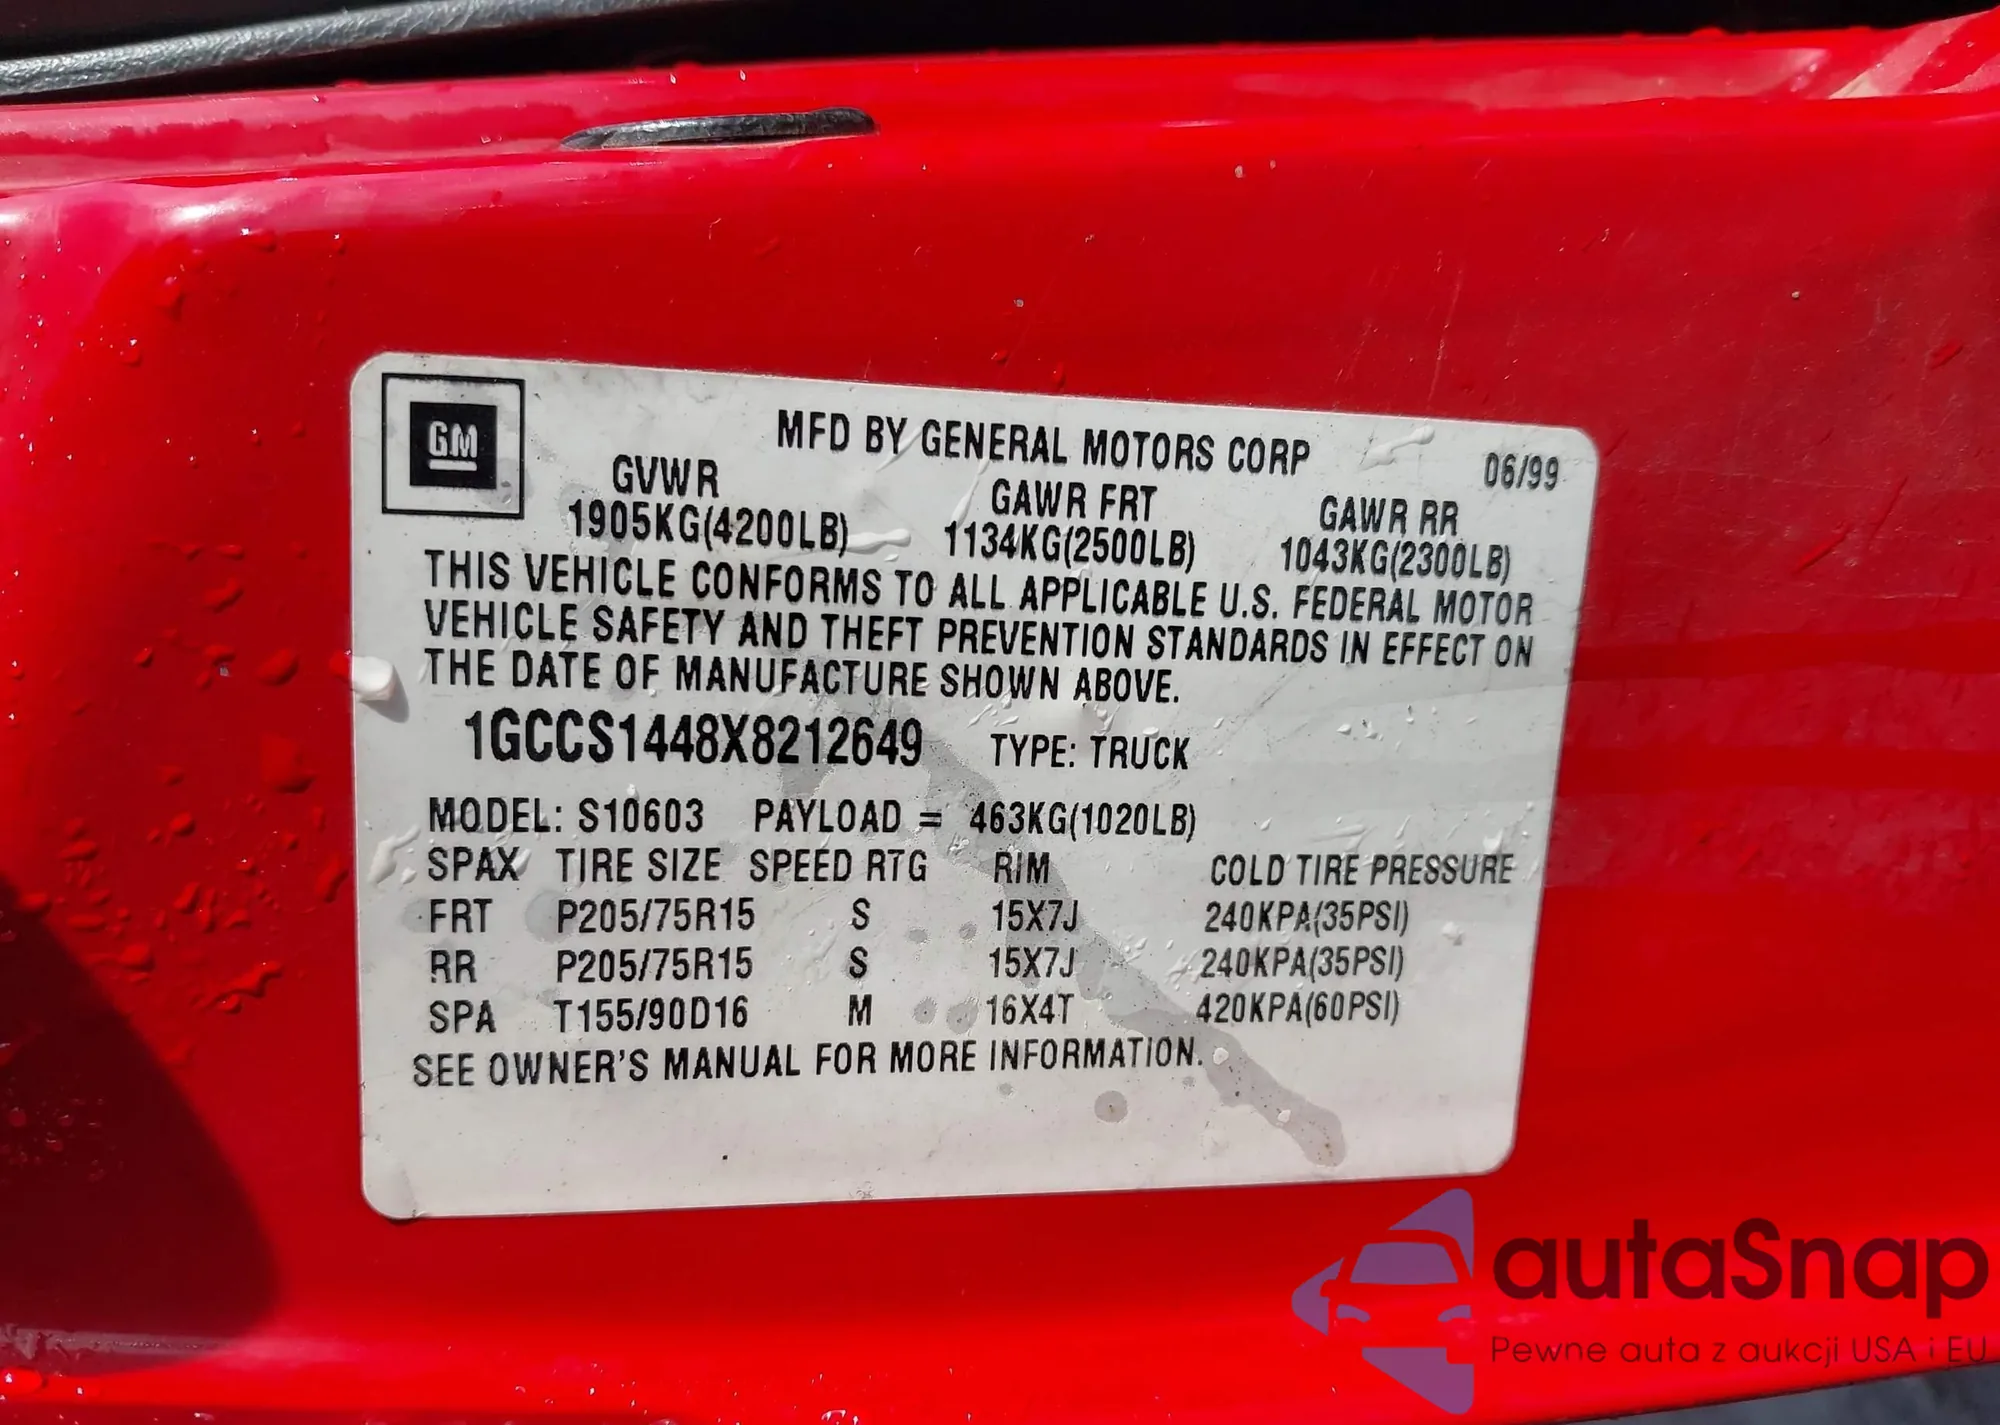 GM
MFD BY GENERAL MOTORS CORP 06/99
GVWR GAWR FRT GAWR RR
1905KG(4200LB) 1134KG(2500LB) 1043KG(2300LB)
THIS VEHICLE CONFORMS TO ALL APPLICABLE U.S. FEDERAL MOTOR
VEHICLE SAFETY AND THEFT PREVENTION STANDARDS IN EFFECT ON
THE DATE OF MANUFACTURE SHOWN ABOVE.
1GCCS1448X8212649 TYPE: TRUCK
MODEL: S10603 PAYLOAD = 463KG(1020LB)
SPAX TIRE SIZE SPEED RTG RIM COLD TIRE PRESSURE
FRT P205/75R15 S 15X7J 240KPA(35PSI)
RR P205/75R15 S 15X7J 240KPA(35PSI)
SPA T155/90D16 M 16X4T 420KPA(60PSI)
SEE OWNER'S MANUAL FOR MORE INFORMATION.
autaSnap
Pewne auta z aukcji USA i EU